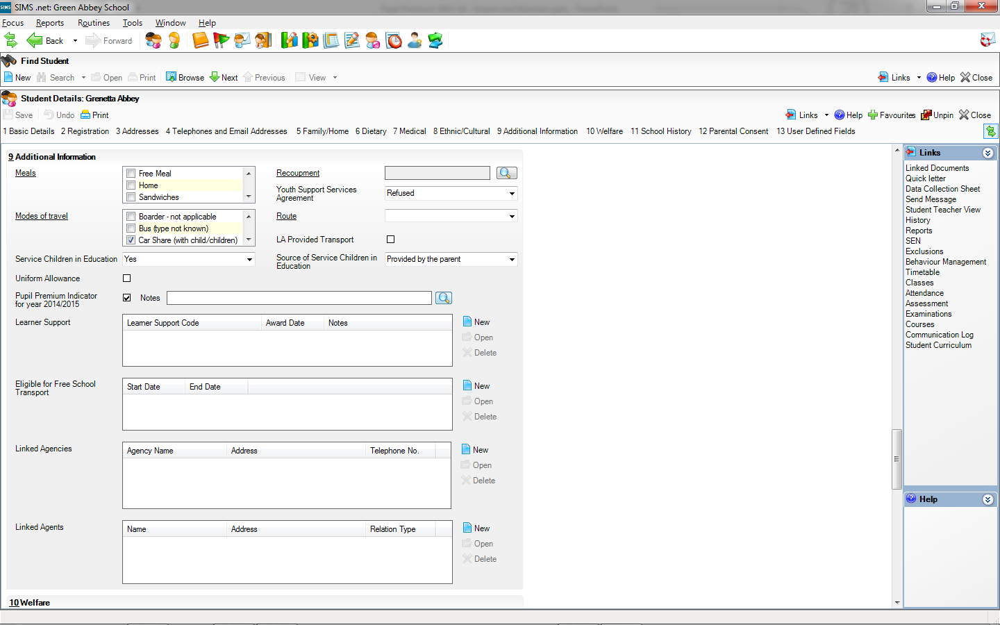 SIMS .net: Green Abbey School
Focus Reports Routines Tools Window Help
Back Forward
Find Student
New Search Open Print Browse Next Previous View Links Help Close
Student Details: Grenetta Abbey
Save Undo Print Links Help Favourites Unpin Close
1 Basic Details 2 Registration 3 Addresses 4 Telephones and Email Addresses 5 Family/Home 6 Dietary 7 Medical 8 Ethnic/Cultural 9 Additional Information 10 Welfare 11 School History 12 Parental Consent 13 User Defined Fields
9 Additional Information
Meals
Free Meal
Home
Sandwiches
Recoupment
Youth Support Services
Agreement
Refused
Modes of travel
Boarder - not applicable
Bus (type not known)
Car Share (with child/children)
Route
LA Provided Transport
Service Children in Education Yes
Source of Service Children in
Education
Provided by the parent
Uniform Allowance
Pupil Premium Indicator
for year 2014/2015
Notes
Learner Support
Learner Support Code Award Date Notes
New
Open
Delete
Eligible for Free School
Transport
Start Date End Date
New
Open
Delete
Linked Agencies
Agency Name Address Telephone No.
New
Open
Delete
Linked Agents
Name Address Relation Type
New
Open
Delete
10 Welfare
Links
Linked Documents
Quick letter
Data Collection Sheet
Send Message
Student Teacher View
History
Reports
SEN
Exclusions
Behaviour Management
Timetable
Classes
Attendance
Assessment
Examinations
Courses
Communication Log
Student Curriculum
Help